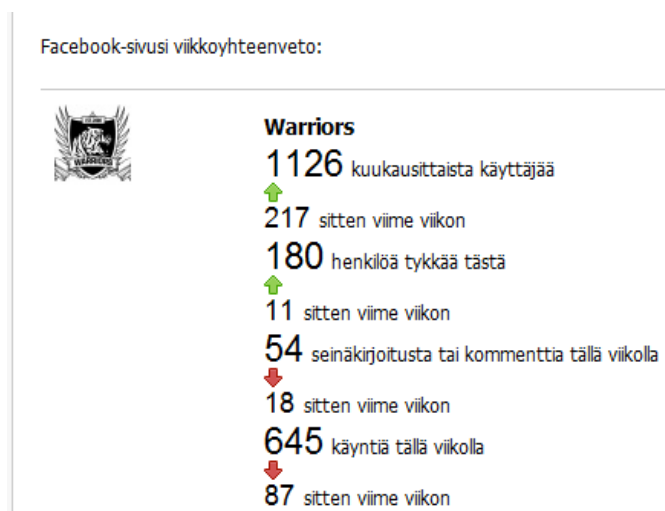 Facebook-sivusi viikkoyhteenveto:
WARRIORS
Warriors
1126 kuukausittaista käyttäjää
217 sitten viime viikon
180 henkilöä tykkää tästä
11 sitten viime viikon
54 seinäkirjoitusta tai kommenttia tällä viikolla
18 sitten viime viikon
645 käyntiä tällä viikolla
87 sitten viime viikon